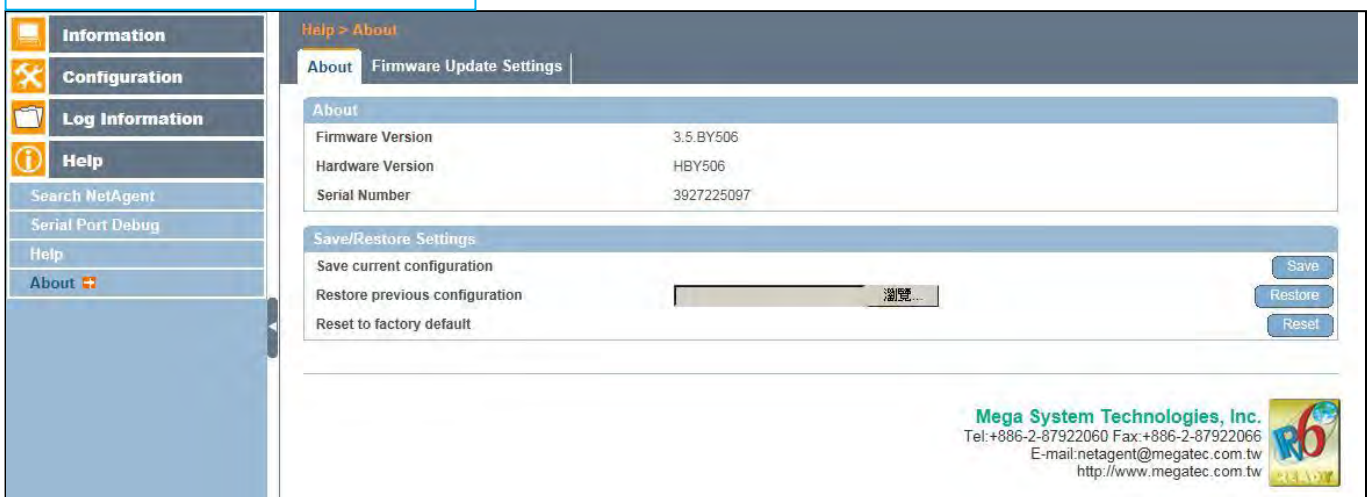 Information
Configuration
Log Information
Help
Search NetAgent
Serial Port Debug
Help
About
Help > About
About Firmware Update Settings
About
Firmware Version 3.5.BY506
Hardware Version HBY506
Serial Number 3927225097
Save/Restore Settings
Save current configuration Save
Restore previous configuration 瀏覽... Restore
Reset to factory default Reset
Mega System Technologies, Inc.
Tel:+886-2-87922060 Fax:+886-2-87922066
E-mail:netagent@megatec.com.tw
http://www.megatec.com.tw
IPv6
READY